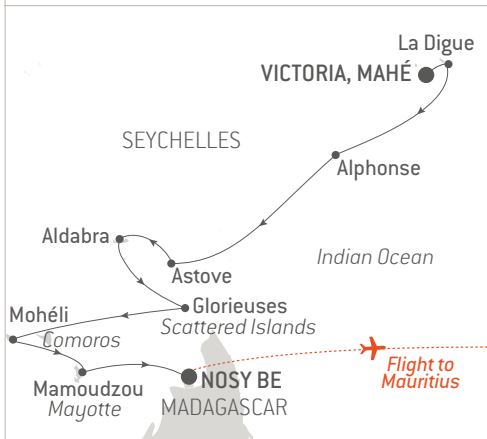 La Digue
VICTORIA, MAHÉ
SEYCHELLES
Alphonse
Aldabra
Indian Ocean
Astove
Glorieuses
Scattered Islands
Mohéli
Comoros
Flight to
Mauritius
NOSY BE
MADAGASCAR
Mamoudzou
Mayotte